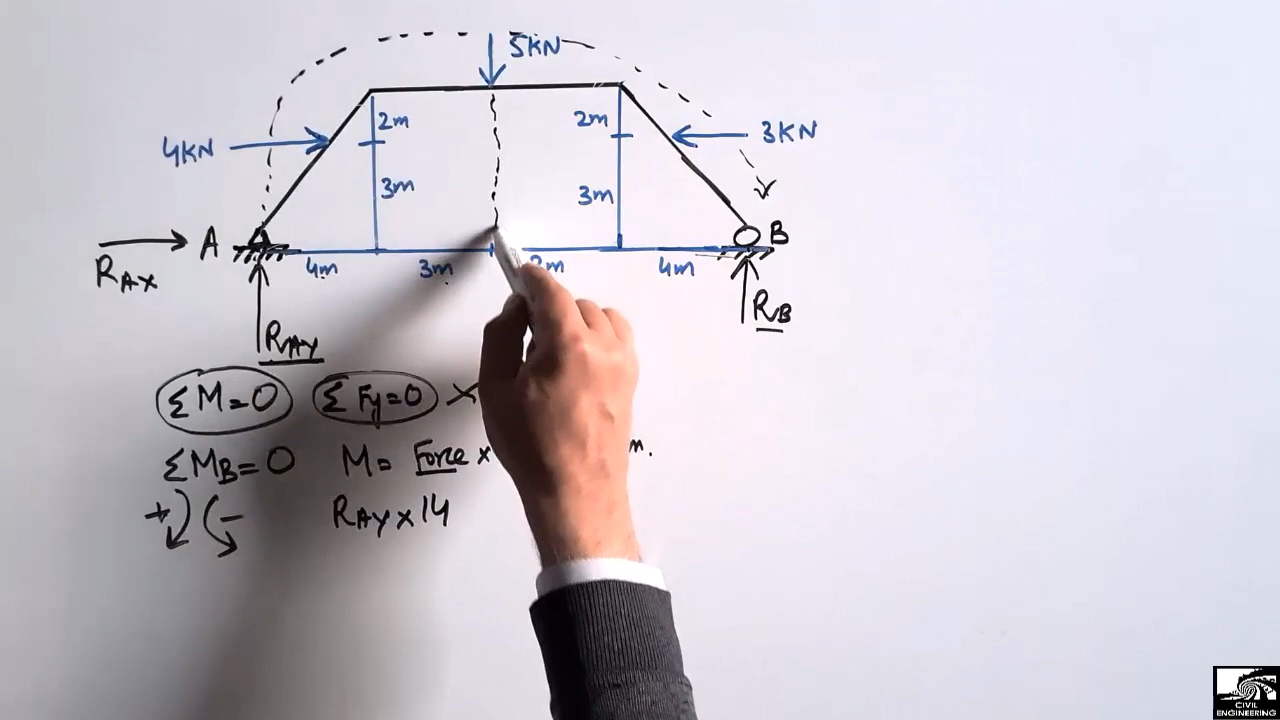 5KN
4KN
2m
2m
3KN
3m
3m
A
B
RAX
4m
3m
4m
RAY
RB
ΣM=0
ΣFy=0
ΣMB=0
M= Force ×
m.
+
−
RAY×14
CIVIL
ENGINEERING